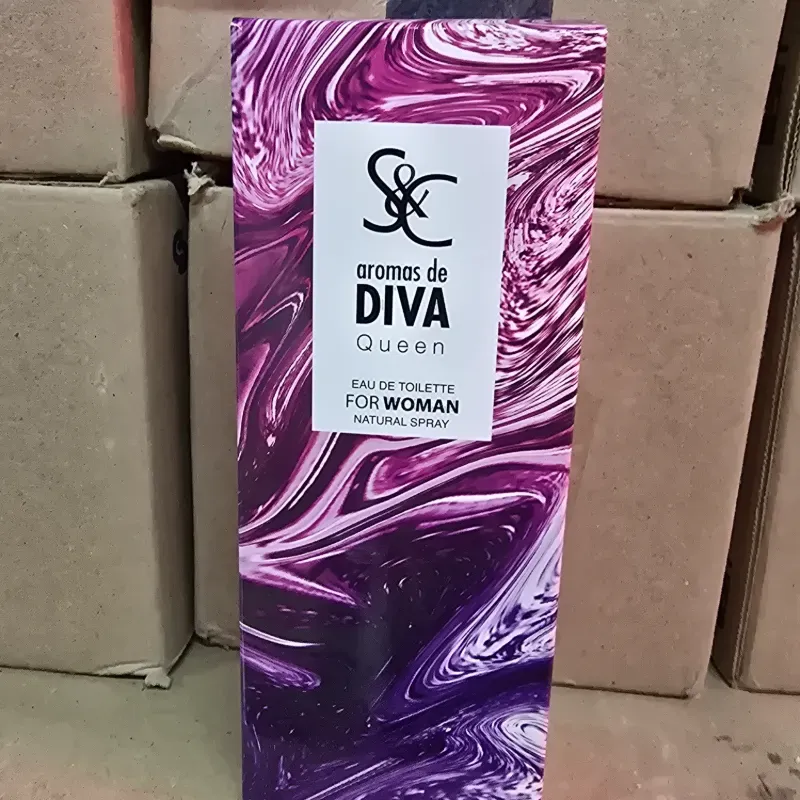 S&C
aromas de
DIVA
Queen
EAU DE TOILETTE
FOR WOMAN
NATURAL SPRAY